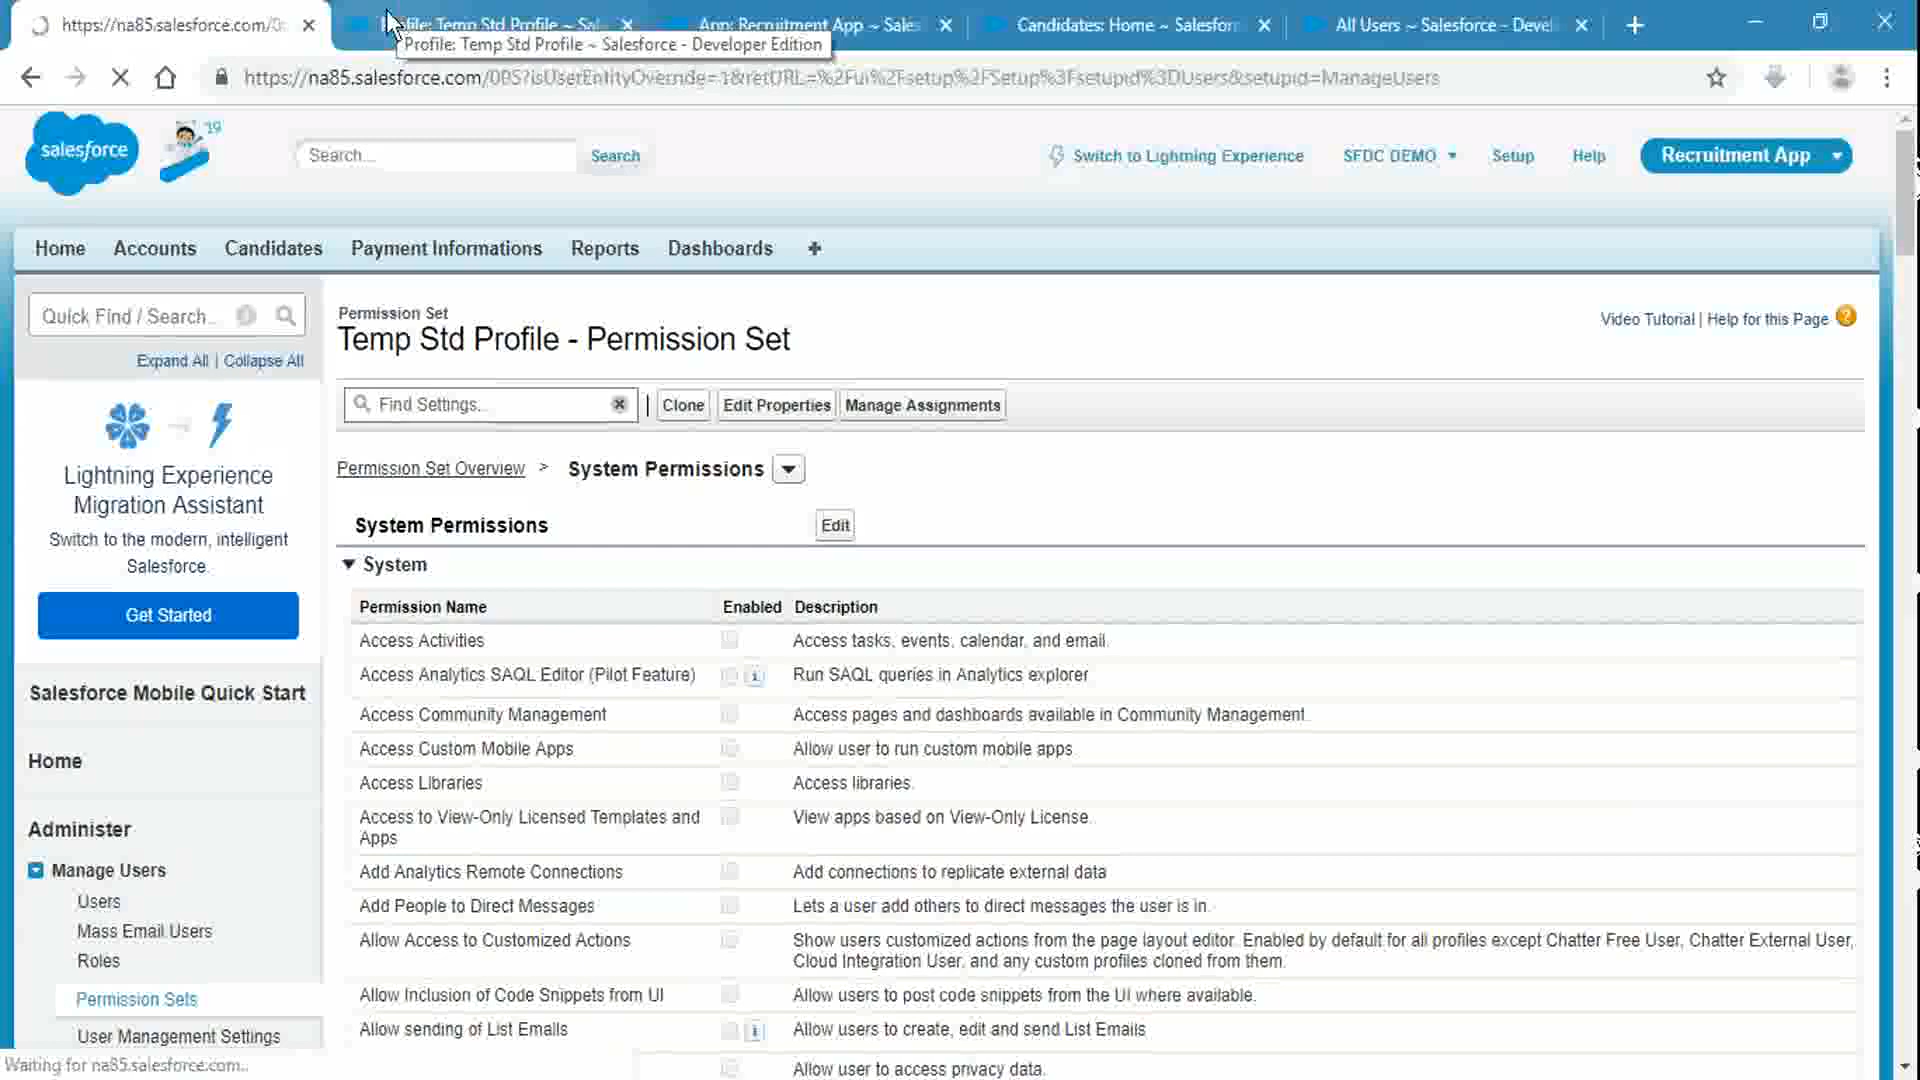 https://na85.salesforce.com/0
Profile: Temp Std Profile ~ Sal
App: Recruitment App ~ Sales
Candidates: Home ~ Salesforc
All Users ~ Salesforce - Devel
Profile: Temp Std Profile ~ Salesforce - Developer Edition
https://na85.salesforce.com/005?isUserEntityOverride=1&retURL=%2Fui%2Fsetup%2FSetup%3Fsetupid%3DUsers&setupid=ManageUsers
salesforce
'19
Search...
Search
Switch to Lightning Experience
SFDC DEMO
Setup
Help
Recruitment App
Home
Accounts
Candidates
Payment Informations
Reports
Dashboards
Quick Find / Search...
Expand All | Collapse All
Lightning Experience
Migration Assistant
Switch to the modern, intelligent
Salesforce.
Get Started
Salesforce Mobile Quick Start
Home
Administer
Manage Users
Users
Mass Email Users
Roles
Permission Sets
User Management Settings
Waiting for na85.salesforce.com...
Permission Set
Temp Std Profile - Permission Set
Video Tutorial | Help for this Page
Find Settings...
Clone
Edit Properties
Manage Assignments
Permission Set Overview > System Permissions
System Permissions
Edit
System
Permission Name Enabled Description
Access Activities Access tasks, events, calendar, and email.
Access Analytics SAQL Editor (Pilot Feature) Run SAQL queries in Analytics explorer
Access Community Management Access pages and dashboards available in Community Management.
Access Custom Mobile Apps Allow user to run custom mobile apps
Access Libraries Access libraries.
Access to View-Only Licensed Templates and View apps based on View-Only License.
Apps
Add Analytics Remote Connections Add connections to replicate external data
Add People to Direct Messages Lets a user add others to direct messages the user is in.
Allow Access to Customized Actions Show users customized actions from the page layout editor. Enabled by default for all profiles except Chatter Free User, Chatter External User,
Cloud Integration User, and any custom profiles cloned from them.
Allow Inclusion of Code Snippets from UI Allow users to post code snippets from the UI where available.
Allow sending of List Emails Allow users to create, edit and send List Emails
Allow user to access privacy data.